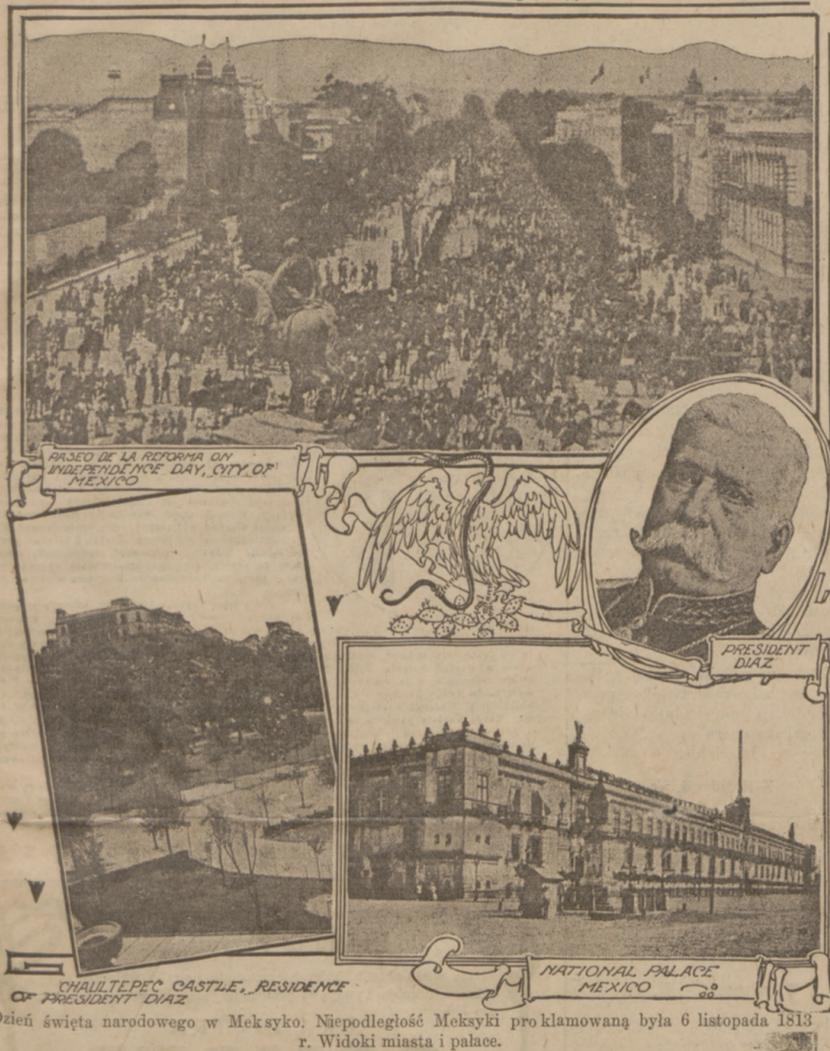 PASEO DE LA REFORMA ON
INDEPENDENCE DAY, CITY OF
MEXICO
PRESIDENT
DIAZ
CHAULTEPEC CASTLE, RESIDENCE
OF PRESIDENT DIAZ
NATIONAL PALACE
MEXICO
Dzień święta narodowego w Meksyko. Niepodległość Meksyki proklamowaną była 6 listopada 1813
r. Widoki miasta i pałace.